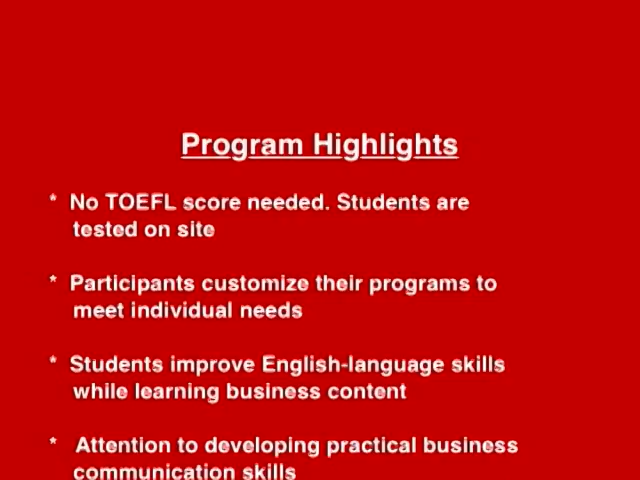 Program Highlights
* No TOEFL score needed. Students are
tested on site
* Participants customize their programs to
meet individual needs
* Students improve English-language skills
while learning business content
* Attention to developing practical business
communication skills